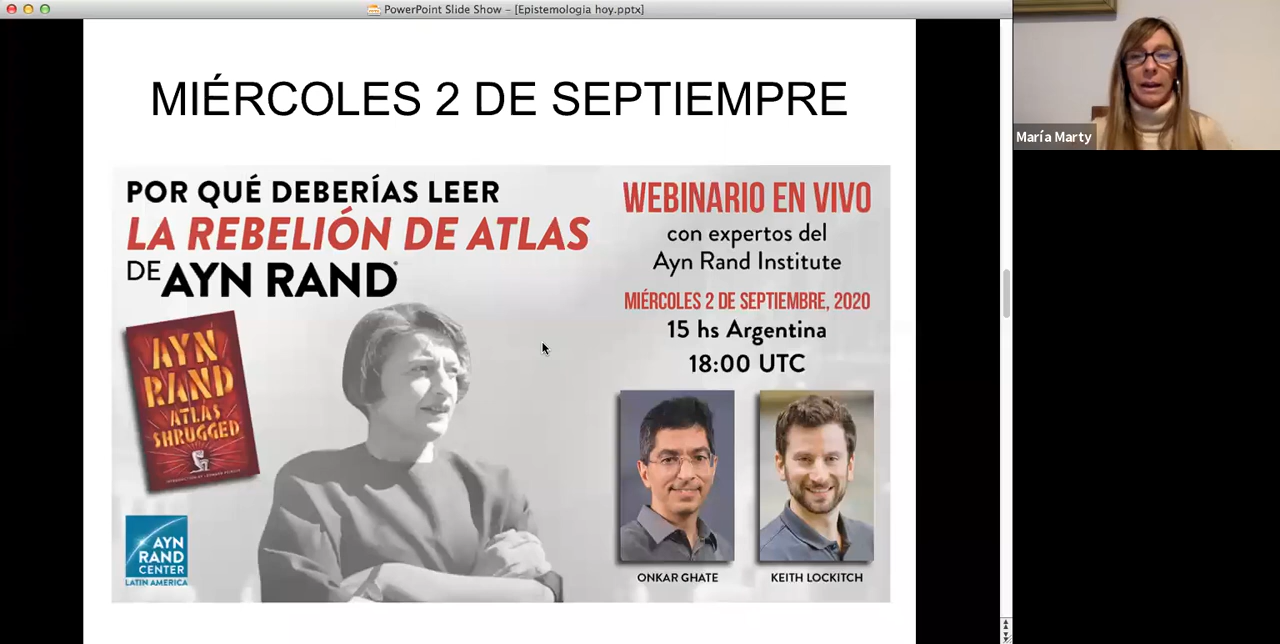 PowerPoint Slide Show – [Epistemologia hoy.pptx]
MIÉRCOLES 2 DE SEPTIEMPRE
POR QUÉ DEBERÍAS LEER
LA REBELIÓN DE ATLAS
DE AYN RAND®
AYN
RAND
ATLAS
SHRUGGED
AYN
RAND
CENTER
LATIN AMERICA
WEBINARIO EN VIVO
con expertos del
Ayn Rand Institute
MIÉRCOLES 2 DE SEPTIEMBRE, 2020
15 hs Argentina
18:00 UTC
ONKAR GHATE
KEITH LOCKITCH
María Marty